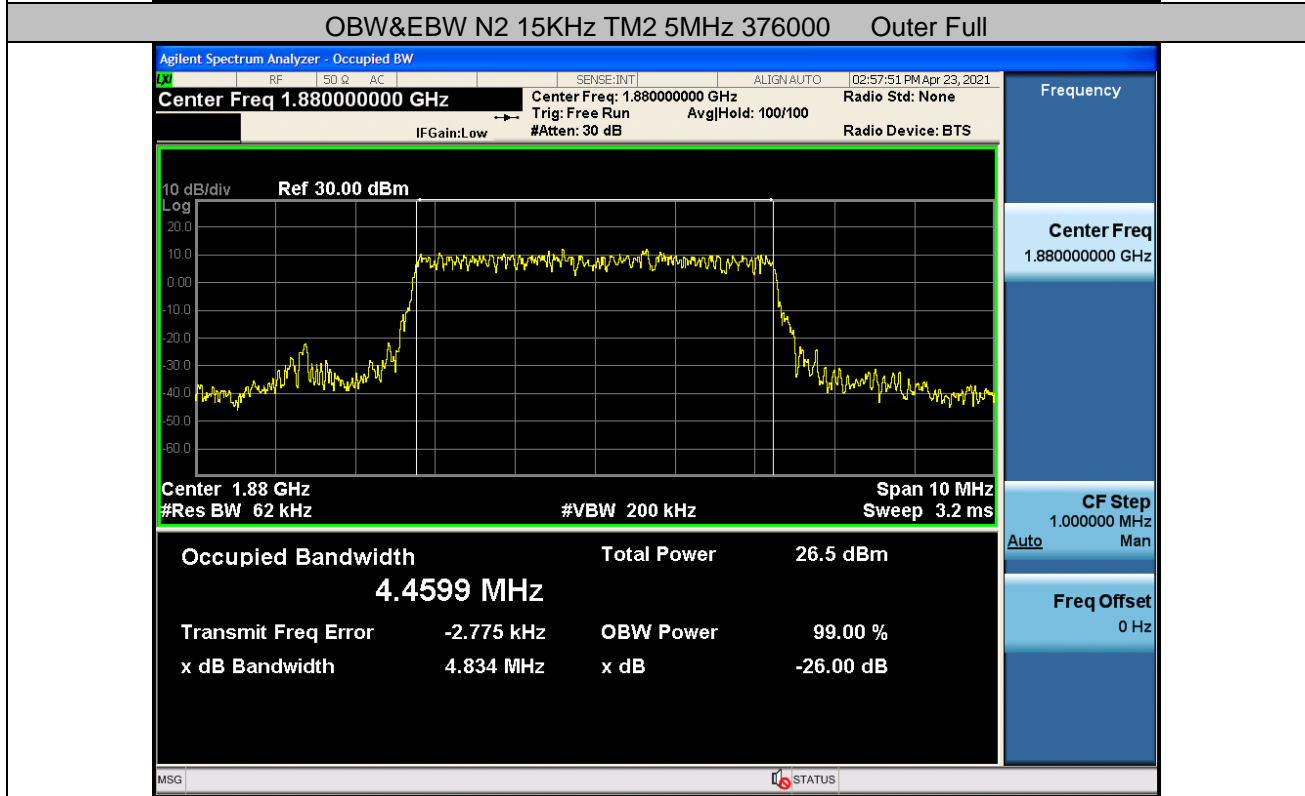 OBW&EBW N2 15KHz TM2 5MHz 376000 Outer Full
Agilent Spectrum Analyzer - Occupied BW
LXI RF 50 Ω AC SENSE:INT ALIGNAUTO 02:57:51 PM Apr 23, 2021
Center Freq 1.880000000 GHz
Center Freq: 1.880000000 GHz
Radio Std: None
Trig: Free Run Avg|Hold: 100/100
IFGain:Low
#Atten: 30 dB
Radio Device: BTS
10 dB/div Ref 30.00 dBm
Log
20.0
10.0
0.00
-10.0
-20.0
-30.0
-40.0
-50.0
-60.0
Center 1.88 GHz Span 10 MHz
#Res BW 62 kHz #VBW 200 kHz Sweep 3.2 ms
Occupied Bandwidth Total Power 26.5 dBm
4.4599 MHz
Transmit Freq Error -2.775 kHz OBW Power 99.00 %
x dB Bandwidth 4.834 MHz x dB -26.00 dB
MSG STATUS
Frequency
Center Freq
1.880000000 GHz
CF Step
1.000000 MHz
Auto Man
Freq Offset
0 Hz